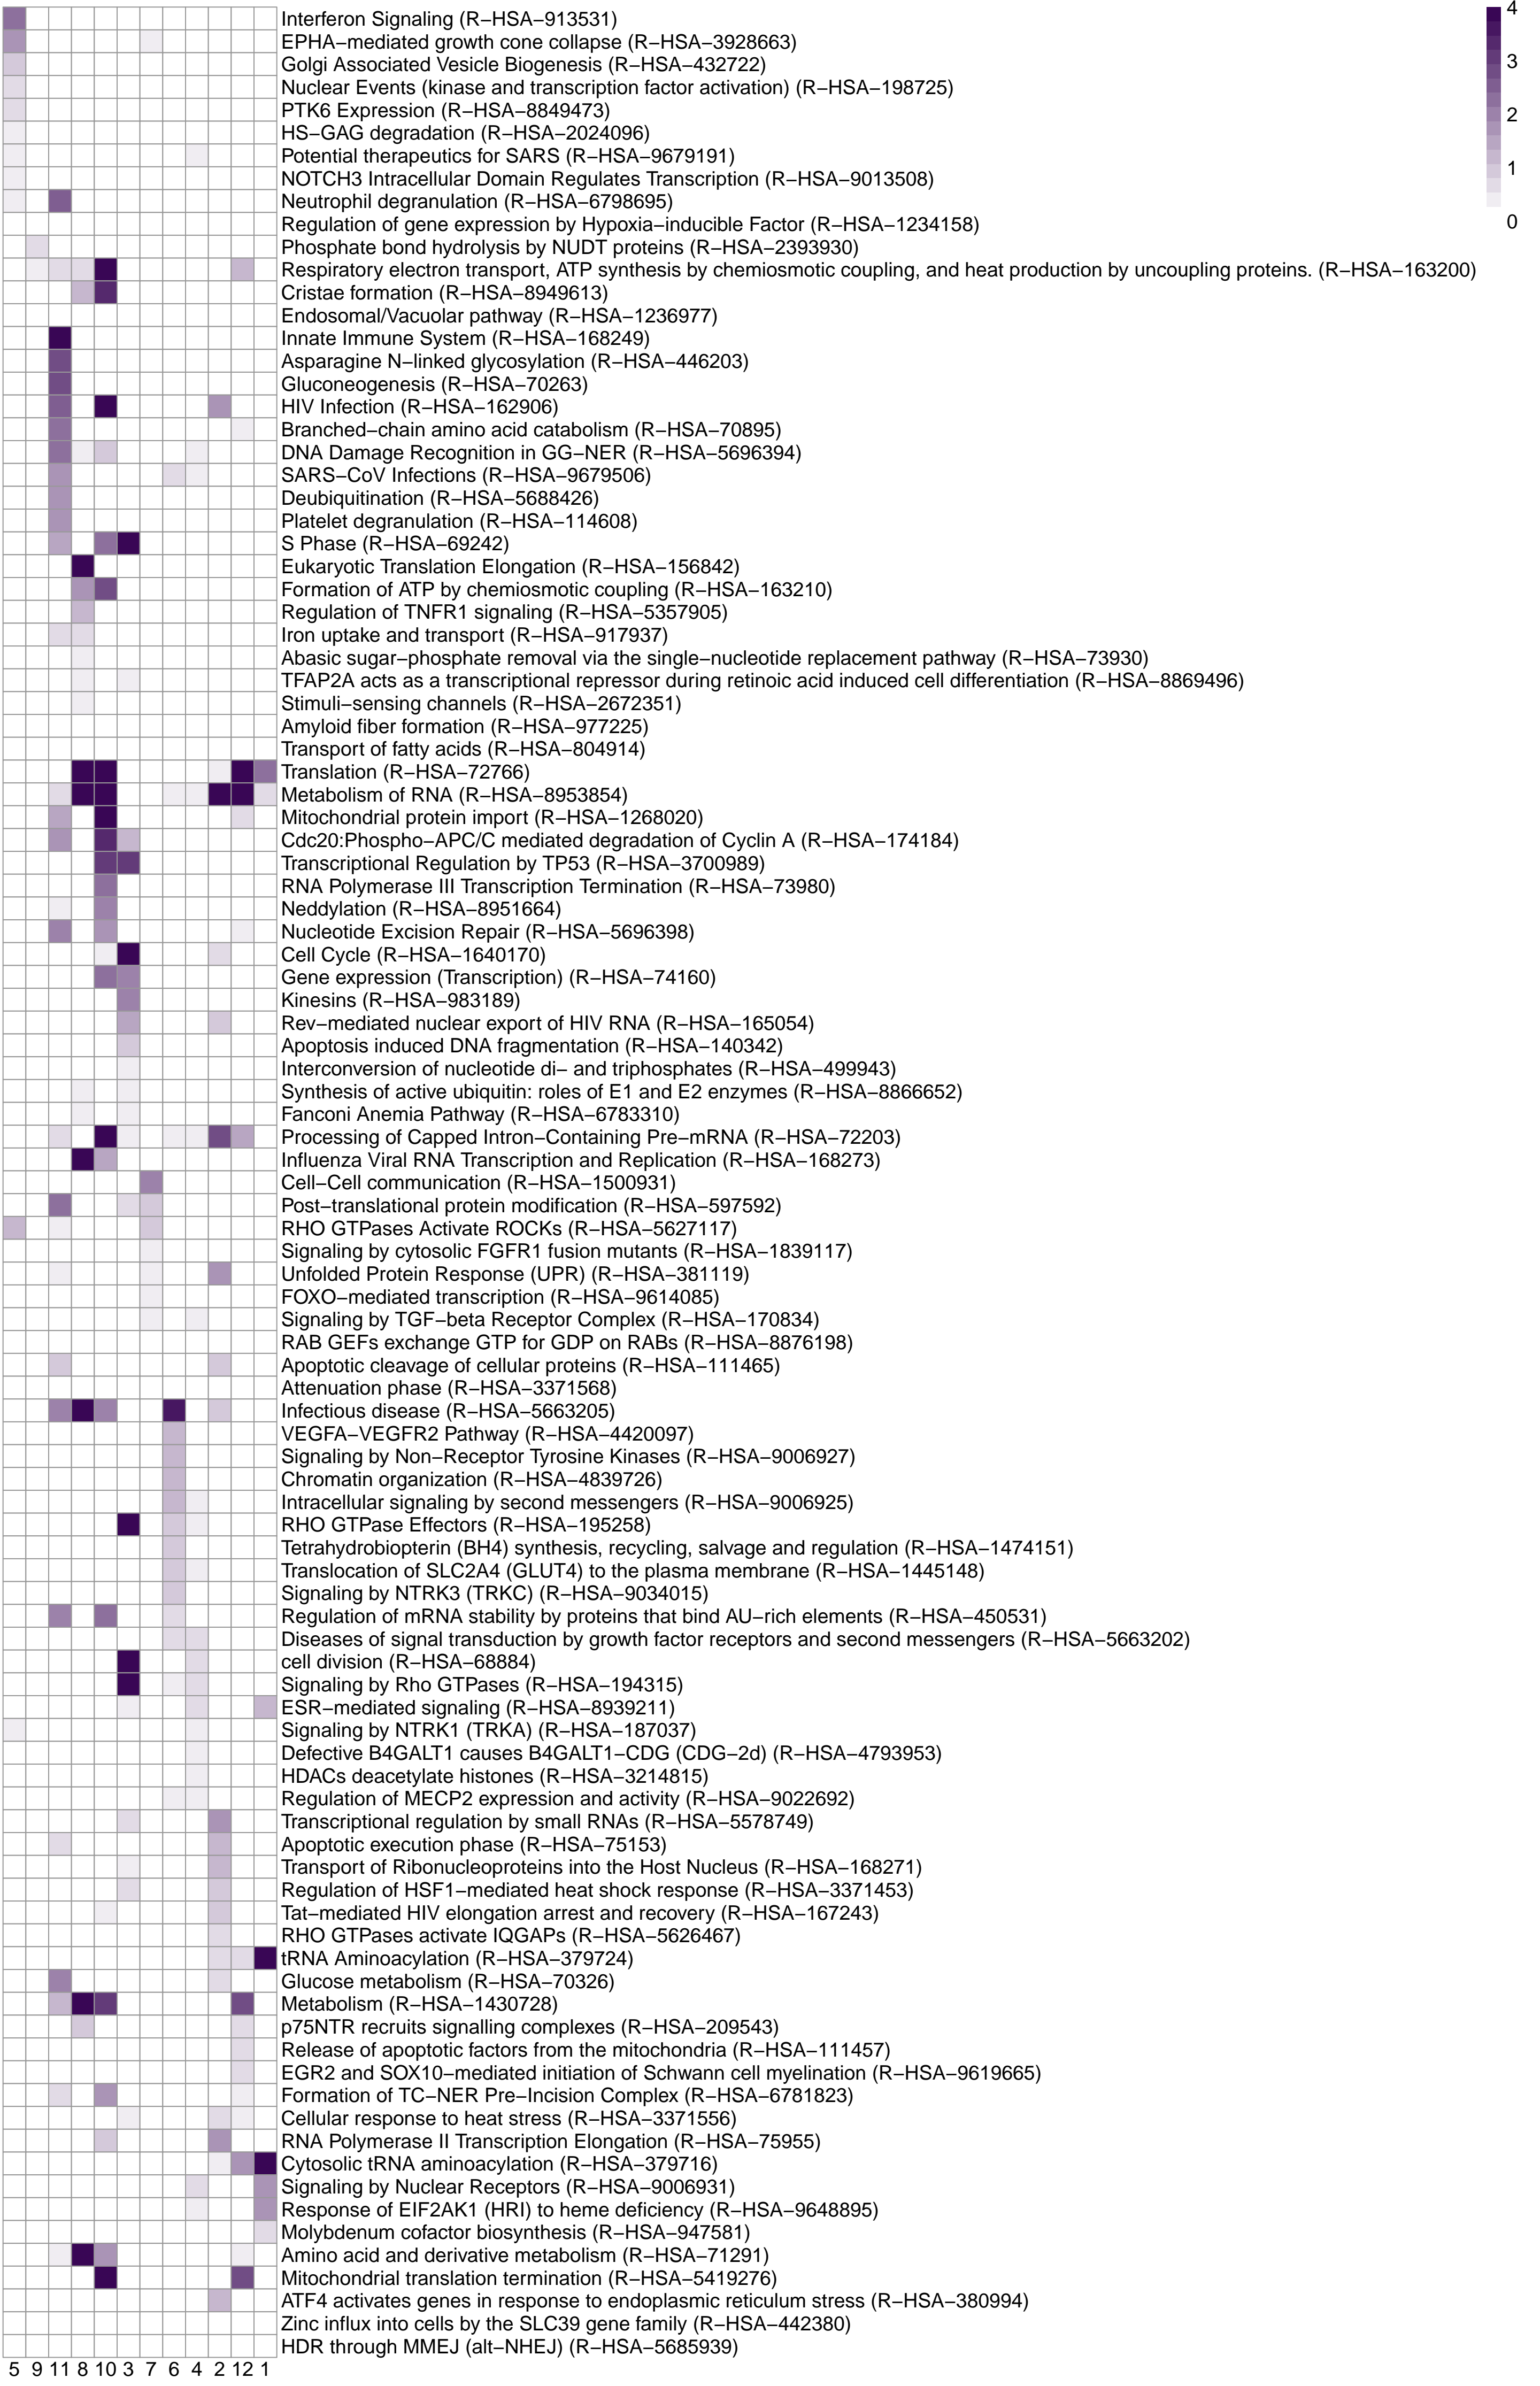 Interferon Signaling (R−HSA−913531)
EPHA−mediated growth cone collapse (R−HSA−3928663)
Golgi Associated Vesicle Biogenesis (R−HSA−432722)
Nuclear Events (kinase and transcription factor activation) (R−HSA−198725)
PTK6 Expression (R−HSA−8849473)
HS−GAG degradation (R−HSA−2024096)
Potential therapeutics for SARS (R−HSA−9679191)
NOTCH3 Intracellular Domain Regulates Transcription (R−HSA−9013508)
Neutrophil degranulation (R−HSA−6798695)
Regulation of gene expression by Hypoxia−inducible Factor (R−HSA−1234158)
Phosphate bond hydrolysis by NUDT proteins (R−HSA−2393930)
Respiratory electron transport, ATP synthesis by chemiosmotic coupling, and heat production by uncoupling proteins. (R−HSA−163200)
Cristae formation (R−HSA−8949613)
Endosomal/Vacuolar pathway (R−HSA−1236977)
Innate Immune System (R−HSA−168249)
Asparagine N−linked glycosylation (R−HSA−446203)
Gluconeogenesis (R−HSA−70263)
HIV Infection (R−HSA−162906)
Branched−chain amino acid catabolism (R−HSA−70895)
DNA Damage Recognition in GG−NER (R−HSA−5696394)
SARS−CoV Infections (R−HSA−9679506)
Deubiquitination (R−HSA−5688426)
Platelet degranulation (R−HSA−114608)
S Phase (R−HSA−69242)
Eukaryotic Translation Elongation (R−HSA−156842)
Formation of ATP by chemiosmotic coupling (R−HSA−163210)
Regulation of TNFR1 signaling (R−HSA−5357905)
Iron uptake and transport (R−HSA−917937)
Abasic sugar−phosphate removal via the single−nucleotide replacement pathway (R−HSA−73930)
TFAP2A acts as a transcriptional repressor during retinoic acid induced cell differentiation (R−HSA−8869496)
Stimuli−sensing channels (R−HSA−2672351)
Amyloid fiber formation (R−HSA−977225)
Transport of fatty acids (R−HSA−804914)
Translation (R−HSA−72766)
Metabolism of RNA (R−HSA−8953854)
Mitochondrial protein import (R−HSA−1268020)
Cdc20:Phospho−APC/C mediated degradation of Cyclin A (R−HSA−174184)
Transcriptional Regulation by TP53 (R−HSA−3700989)
RNA Polymerase III Transcription Termination (R−HSA−73980)
Neddylation (R−HSA−8951664)
Nucleotide Excision Repair (R−HSA−5696398)
Cell Cycle (R−HSA−1640170)
Gene expression (Transcription) (R−HSA−74160)
Kinesins (R−HSA−983189)
Rev−mediated nuclear export of HIV RNA (R−HSA−165054)
Apoptosis induced DNA fragmentation (R−HSA−140342)
Interconversion of nucleotide di− and triphosphates (R−HSA−499943)
Synthesis of active ubiquitin: roles of E1 and E2 enzymes (R−HSA−8866652)
Fanconi Anemia Pathway (R−HSA−6783310)
Processing of Capped Intron−Containing Pre−mRNA (R−HSA−72203)
Influenza Viral RNA Transcription and Replication (R−HSA−168273)
Cell−Cell communication (R−HSA−1500931)
Post−translational protein modification (R−HSA−597592)
RHO GTPases Activate ROCKs (R−HSA−5627117)
Signaling by cytosolic FGFR1 fusion mutants (R−HSA−1839117)
Unfolded Protein Response (UPR) (R−HSA−381119)
FOXO−mediated transcription (R−HSA−9614085)
Signaling by TGF−beta Receptor Complex (R−HSA−170834)
RAB GEFs exchange GTP for GDP on RABs (R−HSA−8876198)
Apoptotic cleavage of cellular proteins (R−HSA−111465)
Attenuation phase (R−HSA−3371568)
Infectious disease (R−HSA−5663205)
VEGFA−VEGFR2 Pathway (R−HSA−4420097)
Signaling by Non−Receptor Tyrosine Kinases (R−HSA−9006927)
Chromatin organization (R−HSA−4839726)
Intracellular signaling by second messengers (R−HSA−9006925)
RHO GTPase Effectors (R−HSA−195258)
Tetrahydrobiopterin (BH4) synthesis, recycling, salvage and regulation (R−HSA−1474151)
Translocation of SLC2A4 (GLUT4) to the plasma membrane (R−HSA−1445148)
Signaling by NTRK3 (TRKC) (R−HSA−9034015)
Regulation of mRNA stability by proteins that bind AU−rich elements (R−HSA−450531)
Diseases of signal transduction by growth factor receptors and second messengers (R−HSA−5663202)
cell division (R−HSA−68884)
Signaling by Rho GTPases (R−HSA−194315)
ESR−mediated signaling (R−HSA−8939211)
Signaling by NTRK1 (TRKA) (R−HSA−187037)
Defective B4GALT1 causes B4GALT1−CDG (CDG−2d) (R−HSA−4793953)
HDACs deacetylate histones (R−HSA−3214815)
Regulation of MECP2 expression and activity (R−HSA−9022692)
Transcriptional regulation by small RNAs (R−HSA−5578749)
Apoptotic execution phase (R−HSA−75153)
Transport of Ribonucleoproteins into the Host Nucleus (R−HSA−168271)
Regulation of HSF1−mediated heat shock response (R−HSA−3371453)
Tat−mediated HIV elongation arrest and recovery (R−HSA−167243)
RHO GTPases activate IQGAPs (R−HSA−5626467)
tRNA Aminoacylation (R−HSA−379724)
Glucose metabolism (R−HSA−70326)
Metabolism (R−HSA−1430728)
p75NTR recruits signalling complexes (R−HSA−209543)
Release of apoptotic factors from the mitochondria (R−HSA−111457)
EGR2 and SOX10−mediated initiation of Schwann cell myelination (R−HSA−9619665)
Formation of TC−NER Pre−Incision Complex (R−HSA−6781823)
Cellular response to heat stress (R−HSA−3371556)
RNA Polymerase II Transcription Elongation (R−HSA−75955)
Cytosolic tRNA aminoacylation (R−HSA−379716)
Signaling by Nuclear Receptors (R−HSA−9006931)
Response of EIF2AK1 (HRI) to heme deficiency (R−HSA−9648895)
Molybdenum cofactor biosynthesis (R−HSA−947581)
Amino acid and derivative metabolism (R−HSA−71291)
Mitochondrial translation termination (R−HSA−5419276)
ATF4 activates genes in response to endoplasmic reticulum stress (R−HSA−380994)
Zinc influx into cells by the SLC39 gene family (R−HSA−442380)
HDR through MMEJ (alt−NHEJ) (R−HSA−5685939)
5 9 11 8 10 3 7 6 4 2 12 1
4
3
2
1
0